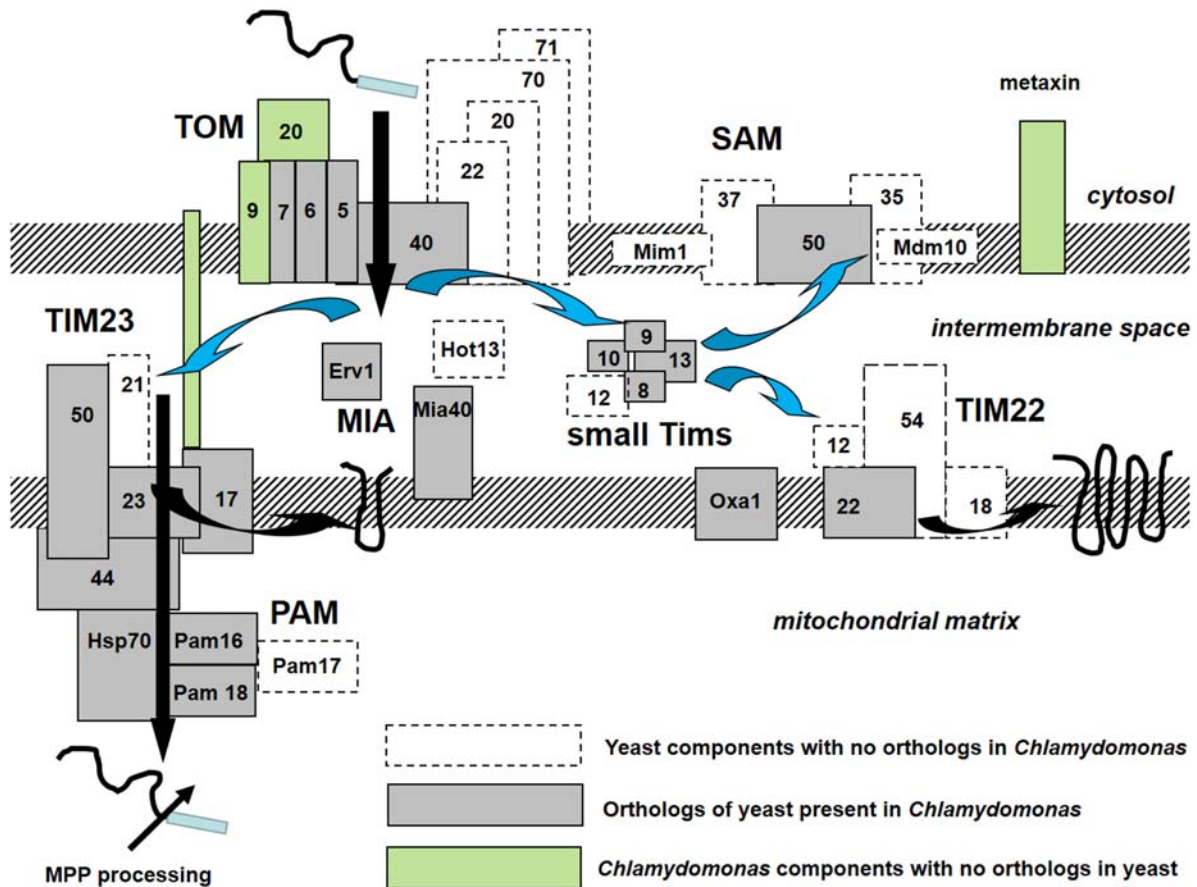 71
70
metaxin
TOM
20
20
SAM
22
37
35
cytosol
9
7
6
5
40
Mim1
50
Mdm10
TIM23
intermembrane space
21
Hot13
9
10
13
Erv1
50
MIA
Mia40
12
8
54
TIM22
small Tims
12
23
17
Oxa1
22
18
44
PAM
mitochondrial matrix
Hsp70
Pam16
Pam17
Pam 18
Yeast components with no orthologs in Chlamydomonas
Orthologs of yeast present in Chlamydomonas
MPP processing
Chlamydomonas components with no orthologs in yeast